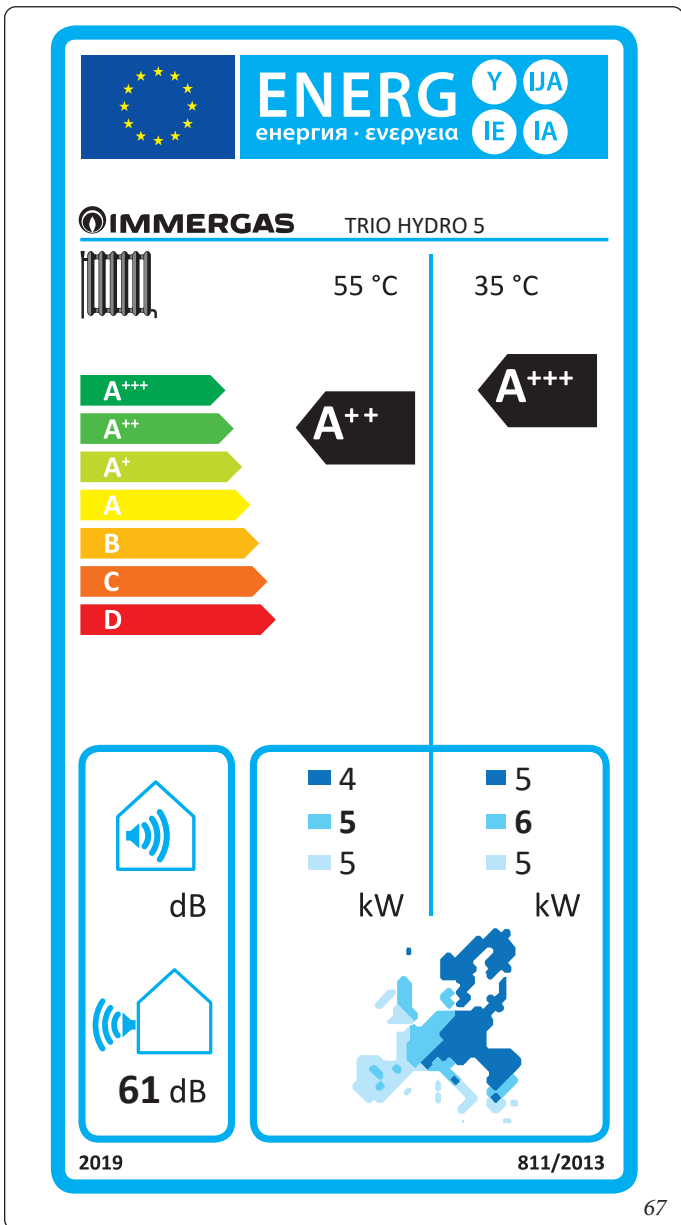 ENERG Y IJA
енергия · ενεργεια IE IA
IMMERGAS TRIO HYDRO 5
55 °C 35 °C
A+++ A+++
A++ A++
A+
A
B
C
D
4 5
5 6
5 5
dB kW kW
61 dB
2019 811/2013
67